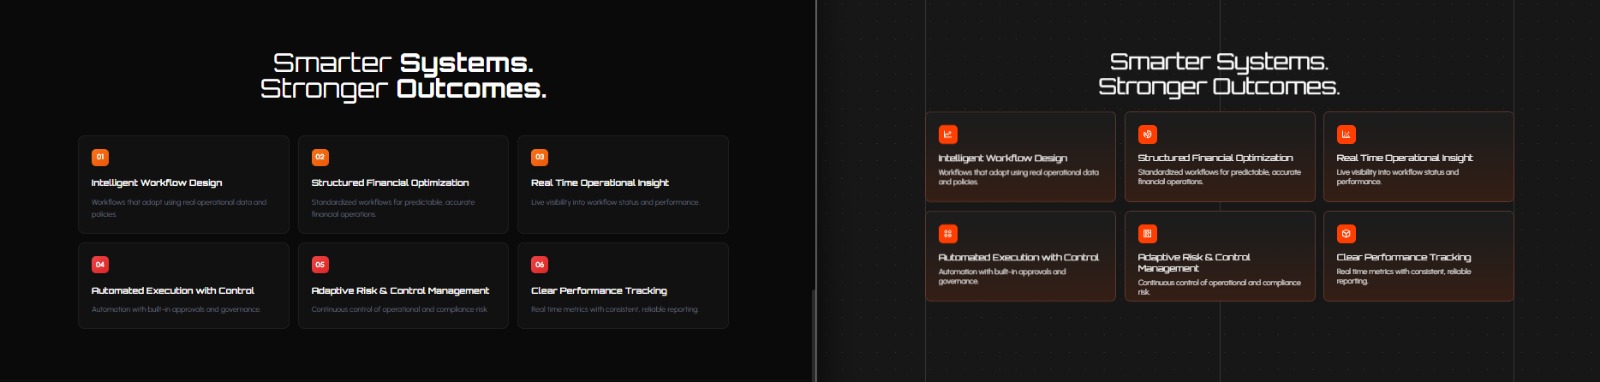 Smarter Systems.
Stronger Outcomes.
01
Intelligent Workflow Design
Workflows that adapt using real operational data and
policies.
02
Structured Financial Optimization
Standardized workflows for predictable, accurate
financial operations.
03
Real Time Operational Insight
Live visibility into workflow status and performance.
04
Automated Execution with Control
Automation with built-in approvals and governance.
05
Adaptive Risk & Control Management
Continuous control of operational and compliance risk.
06
Clear Performance Tracking
Real time metrics with consistent, reliable reporting.
Smarter Systems.
Stronger Outcomes.
Intelligent Workflow Design
Workflows that adapt using real operational data
and policies.
Structured Financial Optimization
Standardized workflows for predictable, accurate
financial operations.
Real Time Operational Insight
Live visibility into workflow status and
performance.
Automated Execution with Control
Automation with built-in approvals and
governance.
Adaptive Risk & Control
Management
Continuous control of operational and compliance
risk.
Clear Performance Tracking
Real time metrics with consistent, reliable
reporting.